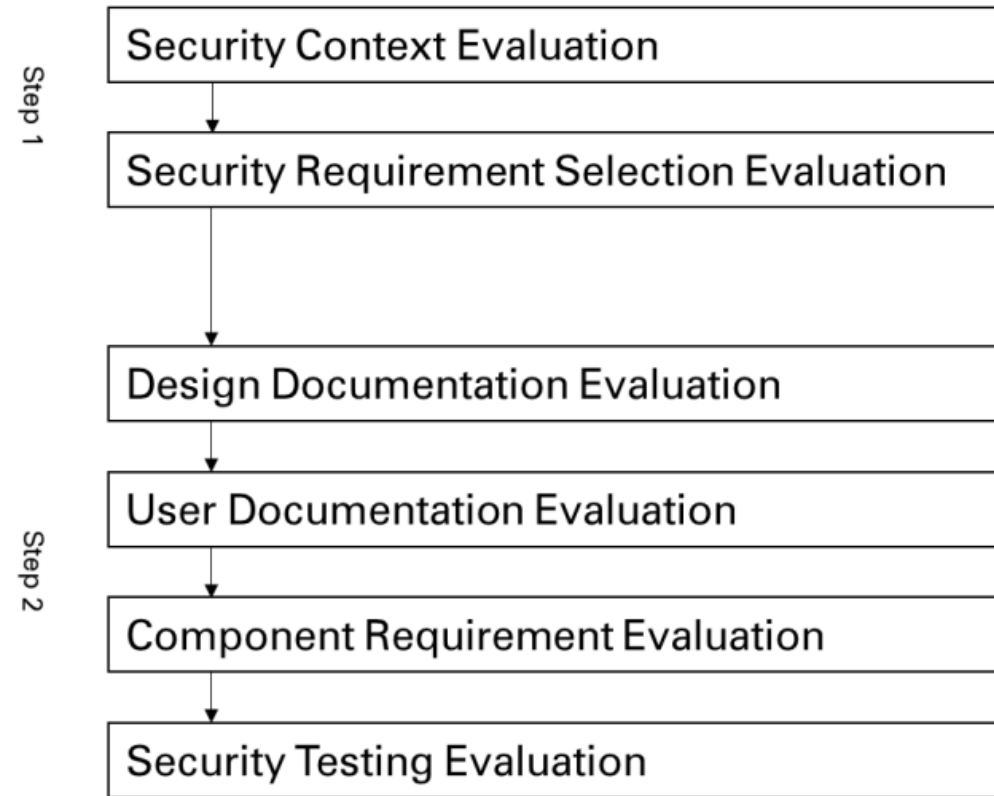 Step 1
Security Context Evaluation
Security Requirement Selection Evaluation
Step 2
Design Documentation Evaluation
User Documentation Evaluation
Component Requirement Evaluation
Security Testing Evaluation